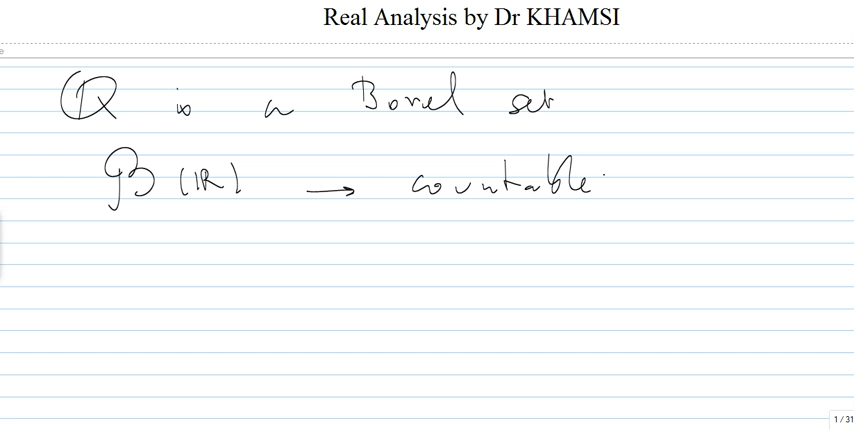 Real Analysis by Dr KHAMSI
ℚ is a Borel set
𝓑(ℝ) → countable.
1 / 31